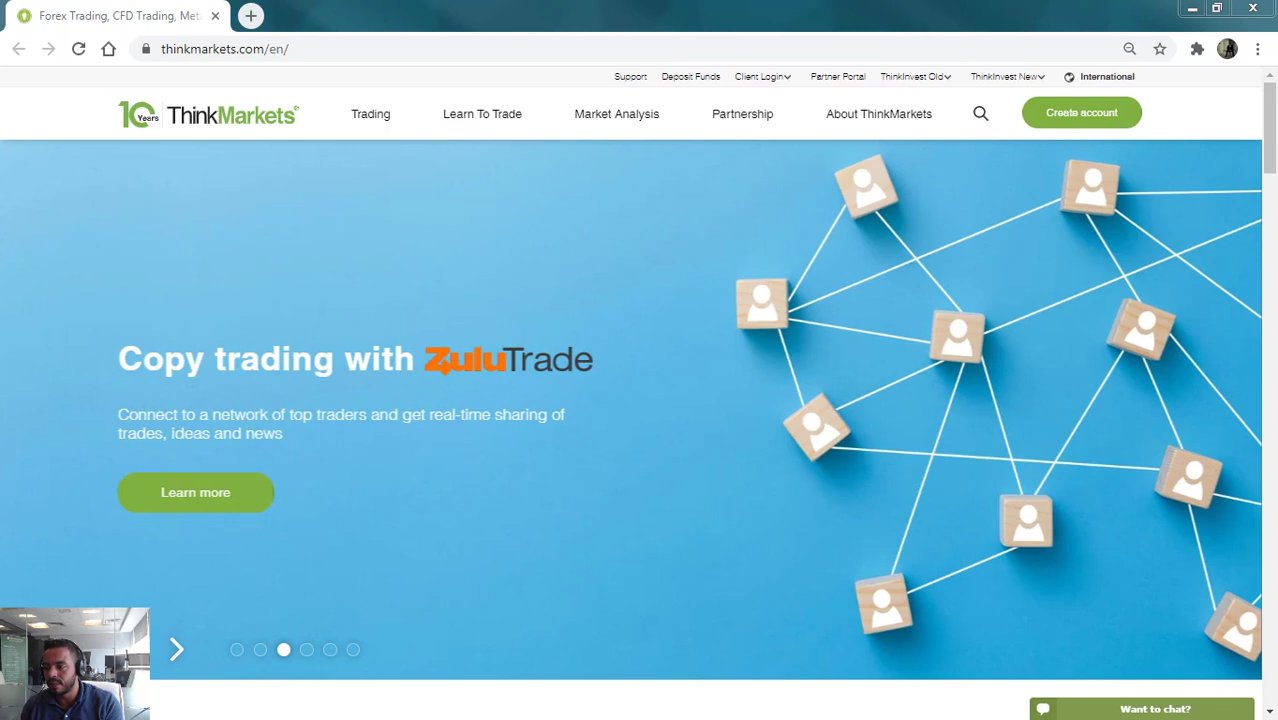 Forex Trading, CFD Trading, Meta
thinkmarkets.com/en/
Support Deposit Funds Client Login Partner Portal ThinkInvest Old ThinkInvest New International
10 Years ThinkMarkets Trading Learn To Trade Market Analysis Partnership About ThinkMarkets Create account
Copy trading with ZuluTrade
Connect to a network of top traders and get real-time sharing of
trades, ideas and news
Learn more
Want to chat?